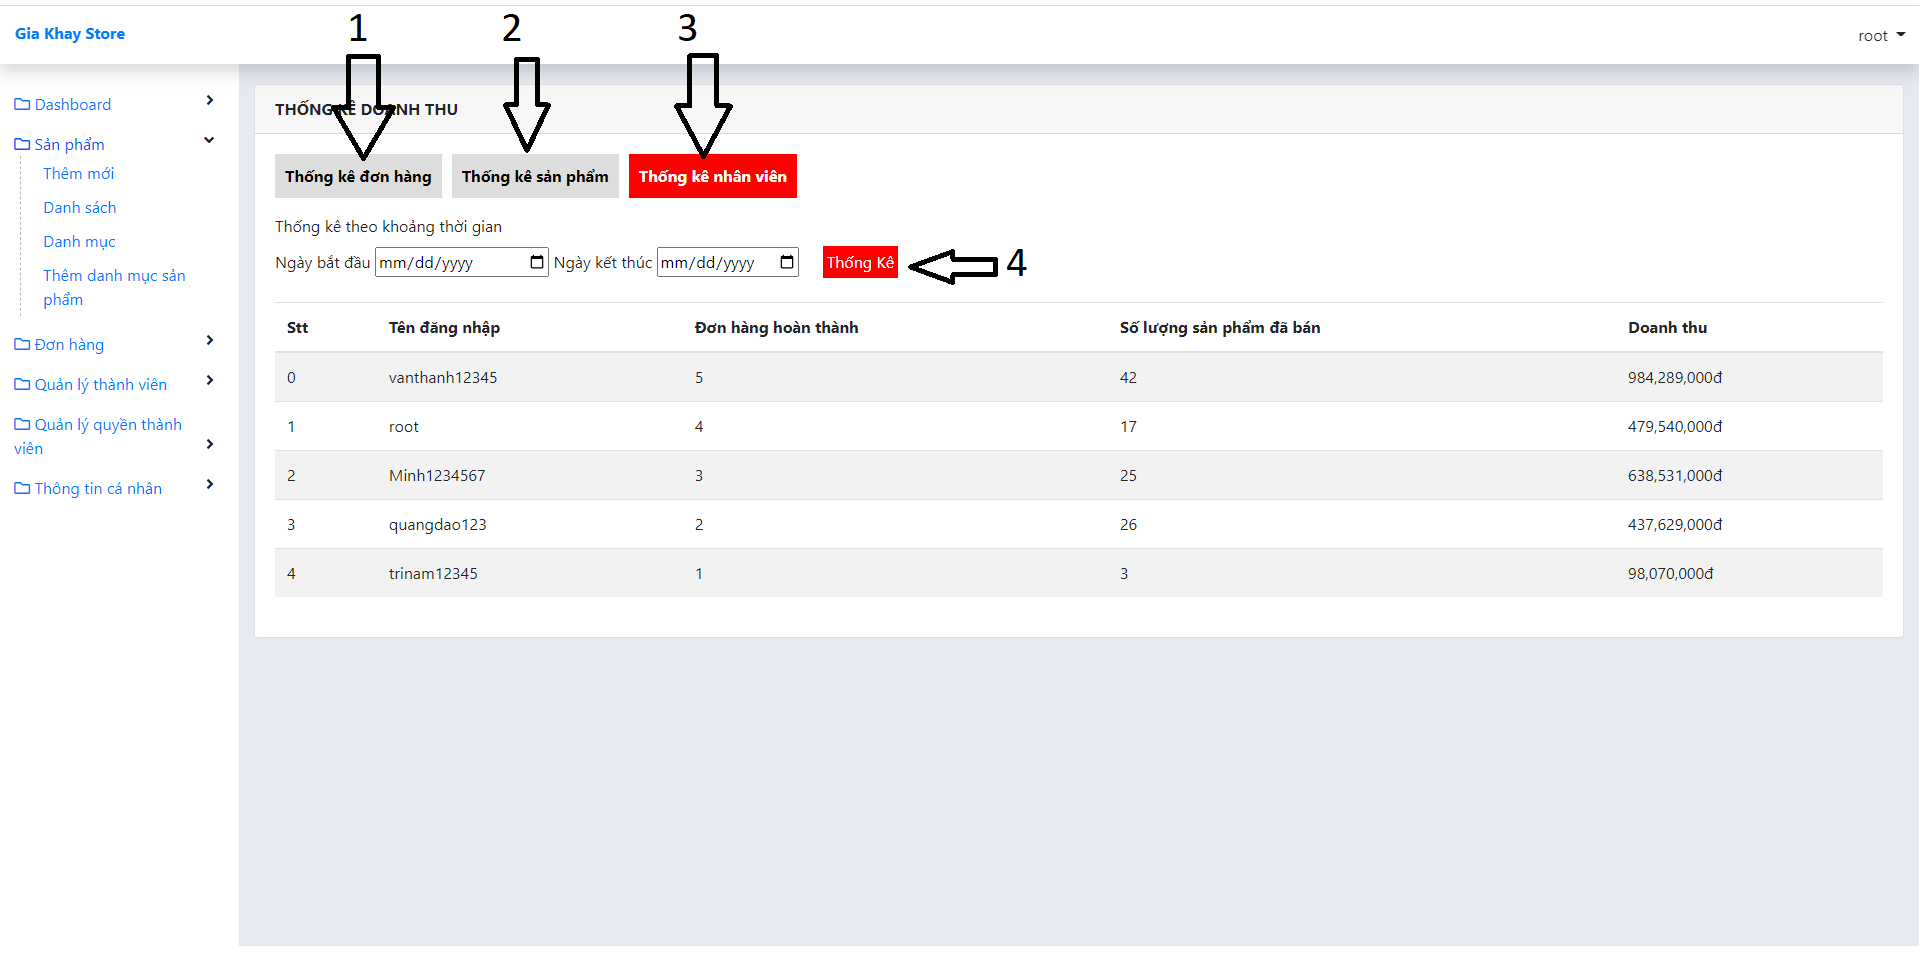 1 2 3
Gia Khay Store
root
Dashboard
Sản phẩm
Thêm mới
Danh sách
Danh mục
Thêm danh mục sản
phẩm
Đơn hàng
Quản lý thành viên
Quản lý quyền thành
viên
Thông tin cá nhân
THỐNG KÊ DOANH THU
Thống kê đơn hàng Thống kê sản phẩm Thống kê nhân viên
Thống kê theo khoảng thời gian
Ngày bắt đầu mm/dd/yyyy Ngày kết thúc mm/dd/yyyy Thống Kê 4
Stt Tên đăng nhập Đơn hàng hoàn thành Số lượng sản phẩm đã bán Doanh thu
0 vanthanh12345 5 42 984,289,000đ
1 root 4 17 479,540,000đ
2 Minh1234567 3 25 638,531,000đ
3 quangdao123 2 26 437,629,000đ
4 trinam12345 1 3 98,070,000đ